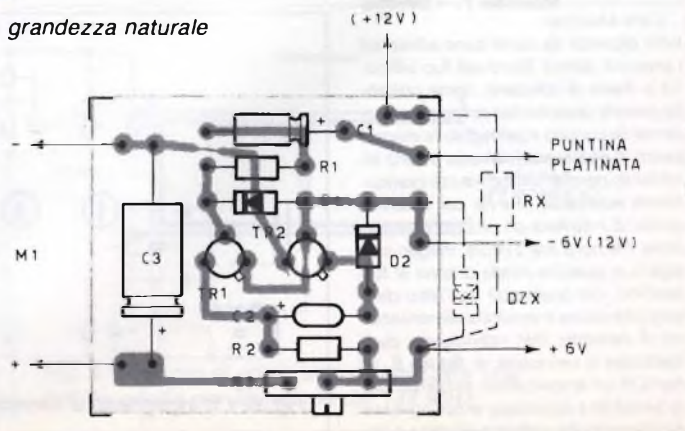 grandezza naturale
(+12V)
+
C1
PUNTINA
PLATINATA
R1
RX
-
TR2
-6V(12V)
M1
C3
D2
DZX
TR1
+
C2
+
R2
+6V
+